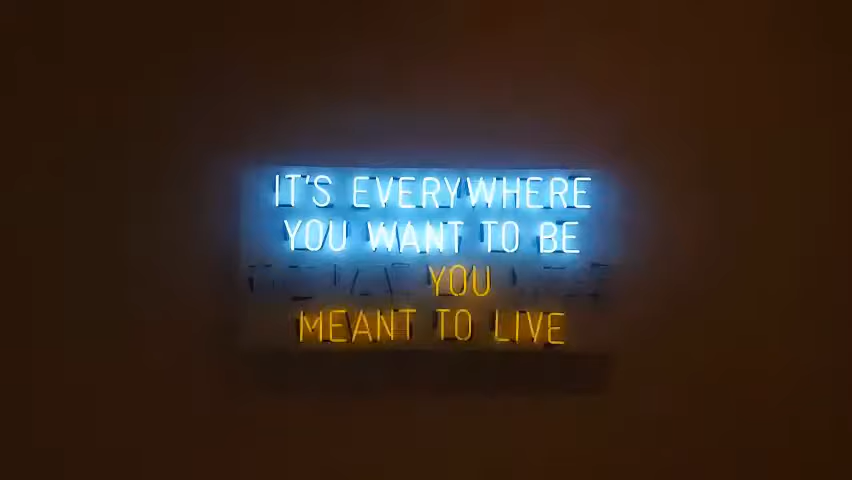 IT'S EVERYWHERE
YOU WANT TO BE
YOU
MEANT TO LIVE